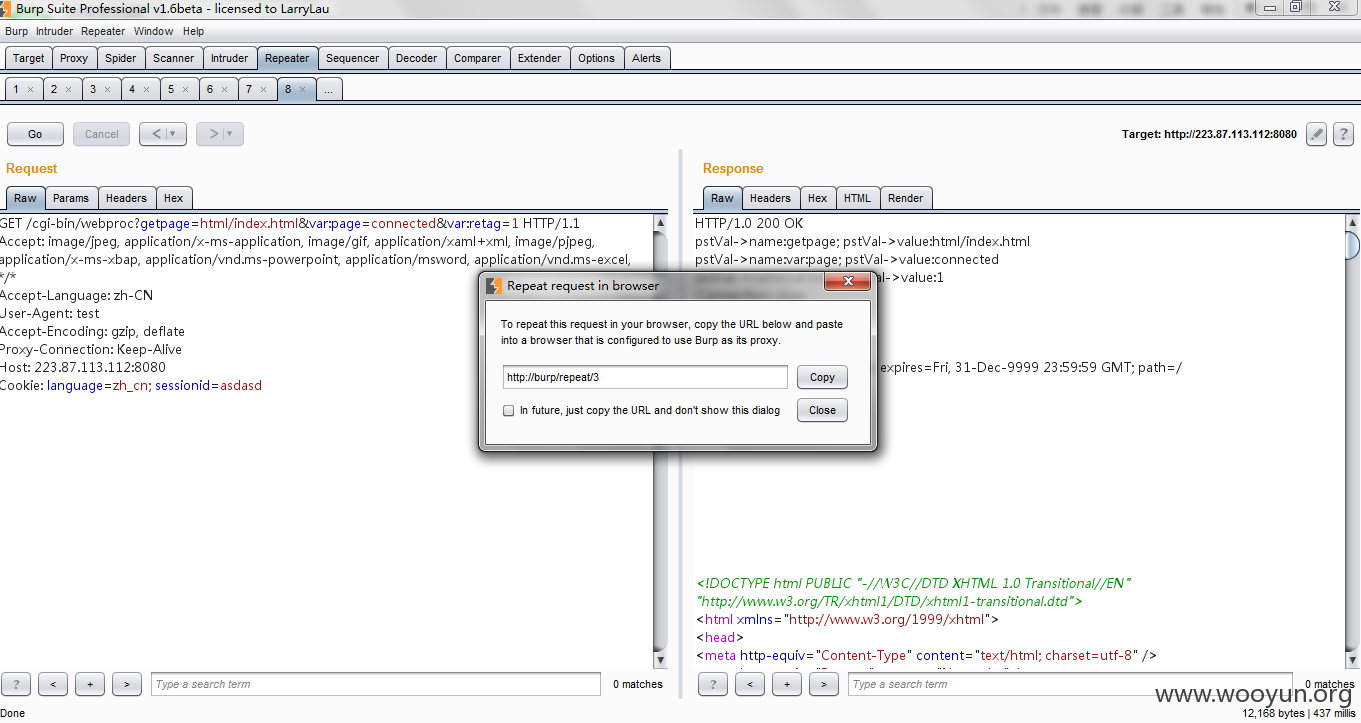 Burp Suite Professional v1.6beta - licensed to LarryLau
Burp Intruder Repeater Window Help
Target Proxy Spider Scanner Intruder Repeater Sequencer Decoder Comparer Extender Options Alerts
1 × 2 × 3 × 4 × 5 × 6 × 7 × 8 × ...
Go Cancel < | ▼ > | ▼
Target: http://223.87.113.112:8080 ?
Request
Raw Params Headers Hex
GET /cgi-bin/webproc?getpage=html/index.html&var:page=connected&var:retag=1 HTTP/1.1
Accept: image/jpeg, application/x-ms-application, image/gif, application/xaml+xml, image/pjpeg,
application/x-ms-xbap, application/vnd.ms-powerpoint, application/msword, application/vnd.ms-excel,
*/*
Accept-Language: zh-CN
User-Agent: test
Accept-Encoding: gzip, deflate
Proxy-Connection: Keep-Alive
Host: 223.87.113.112:8080
Cookie: language=zh_cn; sessionid=asdasd
? < + > Type a search term 0 matches
Response
Raw Headers Hex HTML Render
HTTP/1.0 200 OK
pstVal->name:getpage; pstVal->value:html/index.html
pstVal->name:var:page; pstVal->value:connected
al->value:1
expires=Fri, 31-Dec-9999 23:59:59 GMT; path=/
<!DOCTYPE html PUBLIC "-//W3C//DTD XHTML 1.0 Transitional//EN"
"http://www.w3.org/TR/xhtml1/DTD/xhtml1-transitional.dtd">
<html xmlns="http://www.w3.org/1999/xhtml">
<head>
<meta http-equiv="Content-Type" content="text/html; charset=utf-8" />
? < + > Type a search term 0 matches
Repeat request in browser
To repeat this request in your browser, copy the URL below and paste
into a browser that is configured to use Burp as its proxy.
http://burp/repeat/3 Copy
In future, just copy the URL and don't show this dialog Close
www.wooyun.org
Done 12,168 bytes | 437 millis